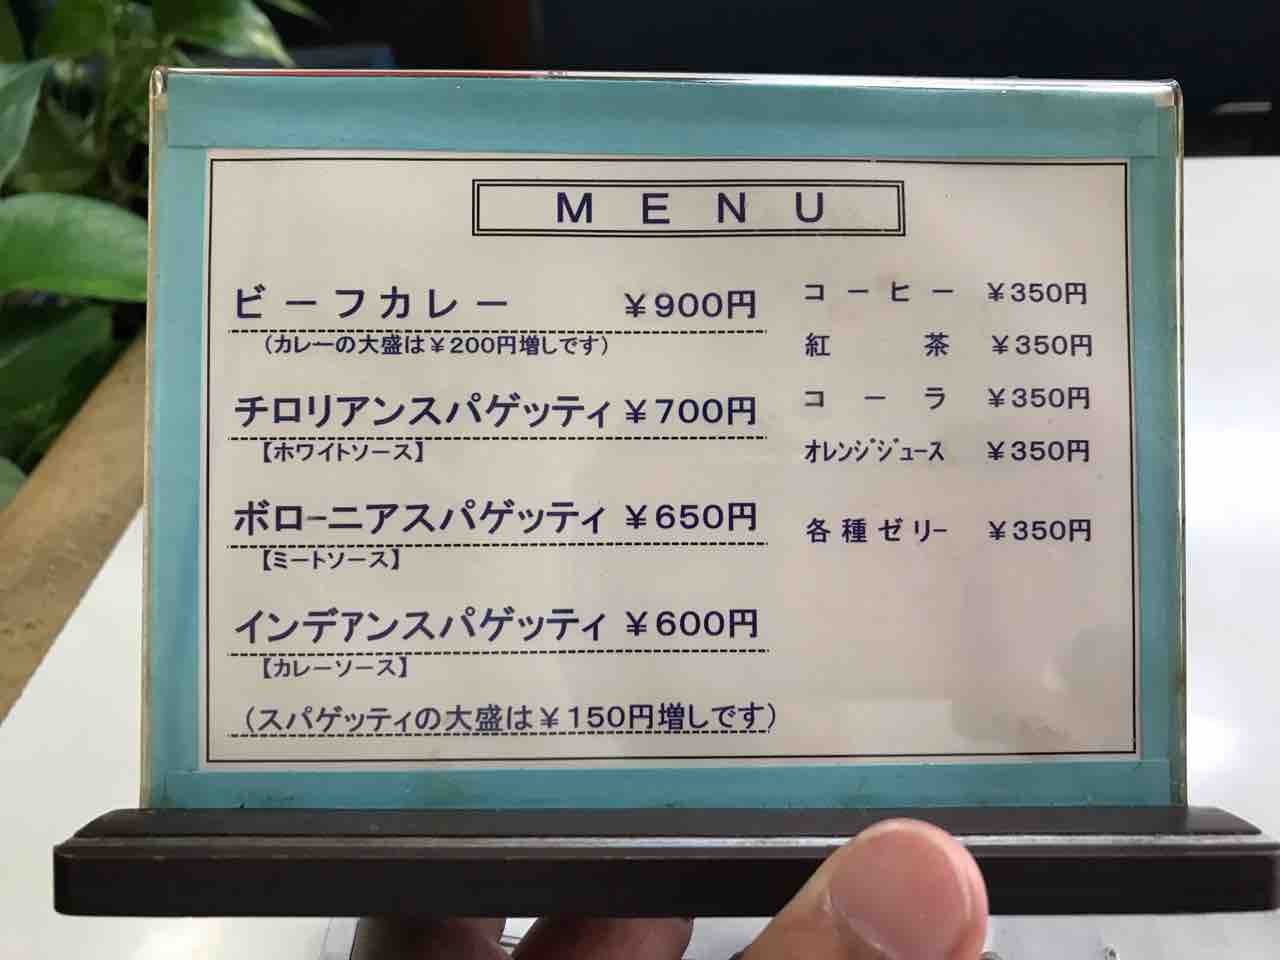 ＭＥＮＵ
ビーフカレー ￥900円
（カレーの大盛は￥200円増しです）
チロリアンスパゲッティ ￥700円
【ホワイトソース】
ボローニアスパゲッティ ￥650円
【ミートソース】
インデアンスパゲッティ ￥600円
【カレーソース】
（スパゲッティの大盛は￥150円増しです）
コーヒー ￥350円
紅茶 ￥350円
コーラ ￥350円
オレンジジュース ￥350円
各種ゼリー ￥350円